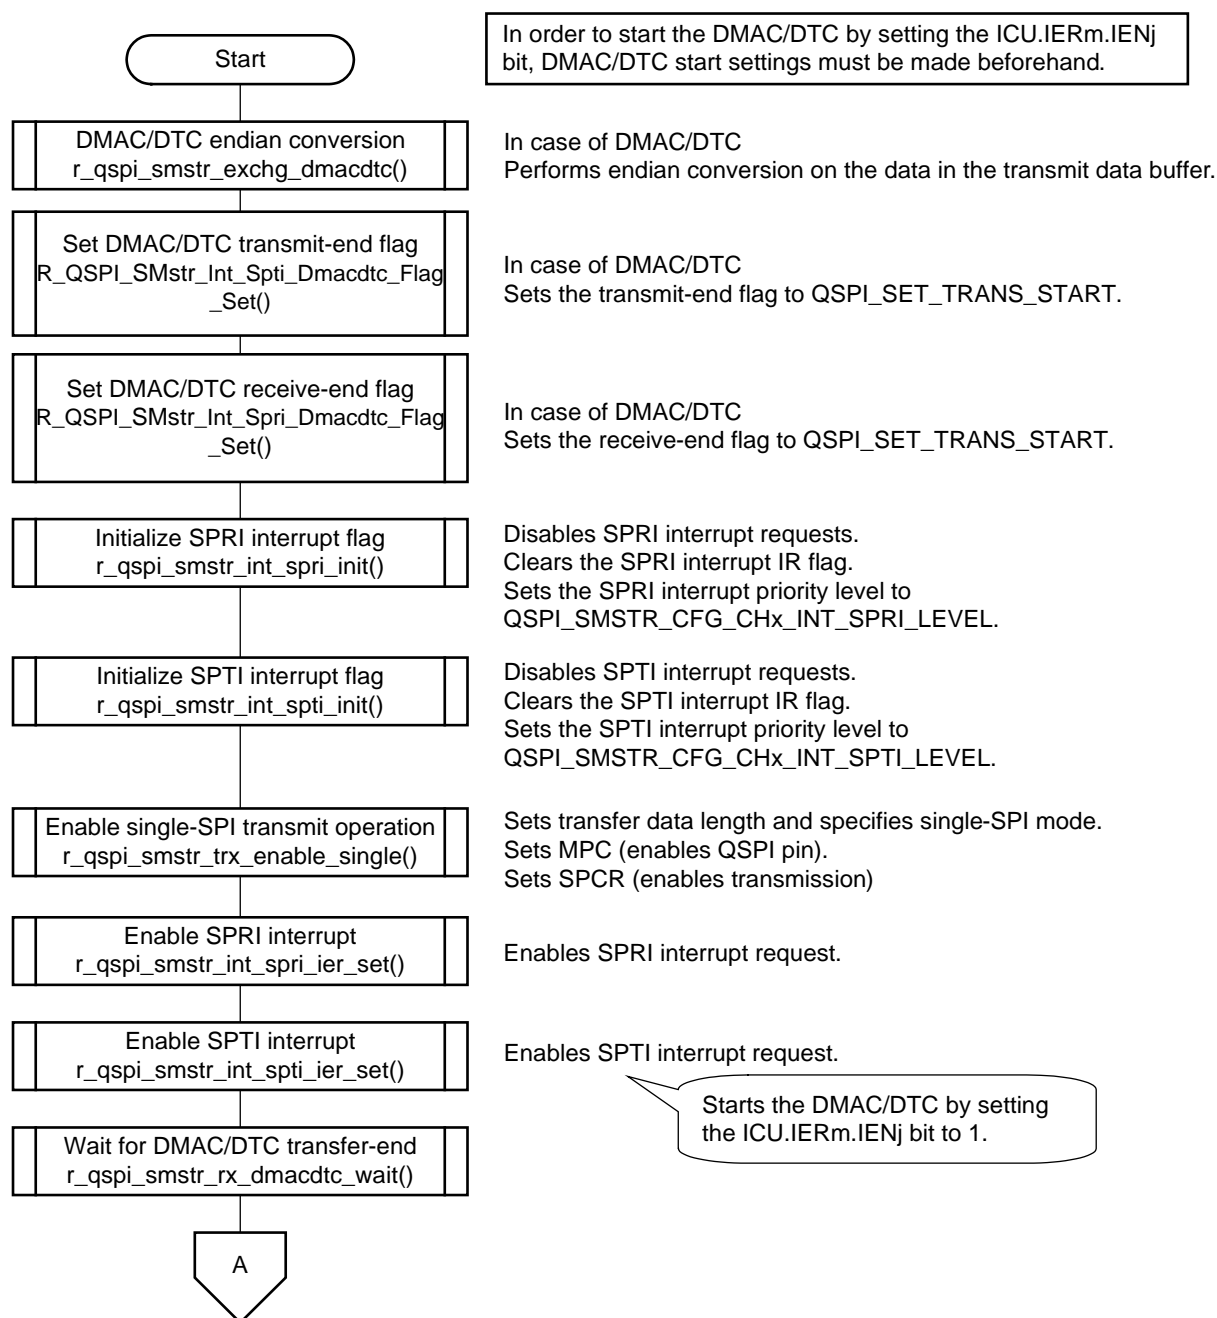 Start
In order to start the DMAC/DTC by setting the ICU.IERm.IENj
bit, DMAC/DTC start settings must be made beforehand.
DMAC/DTC endian conversion
r_qspi_smstr_exchg_dmacdtc()
In case of DMAC/DTC
Performs endian conversion on the data in the transmit data buffer.
Set DMAC/DTC transmit-end flag
R_QSPI_SMstr_Int_Spti_Dmacdtc_Flag
_Set()
In case of DMAC/DTC
Sets the transmit-end flag to QSPI_SET_TRANS_START.
Set DMAC/DTC receive-end flag
R_QSPI_SMstr_Int_Spri_Dmacdtc_Flag
_Set()
In case of DMAC/DTC
Sets the receive-end flag to QSPI_SET_TRANS_START.
Initialize SPRI interrupt flag
r_qspi_smstr_int_spri_init()
Disables SPRI interrupt requests.
Clears the SPRI interrupt IR flag.
Sets the SPRI interrupt priority level to
QSPI_SMSTR_CFG_CHx_INT_SPRI_LEVEL.
Initialize SPTI interrupt flag
r_qspi_smstr_int_spti_init()
Disables SPTI interrupt requests.
Clears the SPTI interrupt IR flag.
Sets the SPTI interrupt priority level to
QSPI_SMSTR_CFG_CHx_INT_SPTI_LEVEL.
Enable single-SPI transmit operation
r_qspi_smstr_trx_enable_single()
Sets transfer data length and specifies single-SPI mode.
Sets MPC (enables QSPI pin).
Sets SPCR (enables transmission)
Enable SPRI interrupt
r_qspi_smstr_int_spri_ier_set()
Enables SPRI interrupt request.
Enable SPTI interrupt
r_qspi_smstr_int_spti_ier_set()
Enables SPTI interrupt request.
Starts the DMAC/DTC by setting
the ICU.IERm.IENj bit to 1.
Wait for DMAC/DTC transfer-end
r_qspi_smstr_rx_dmacdtc_wait()
A